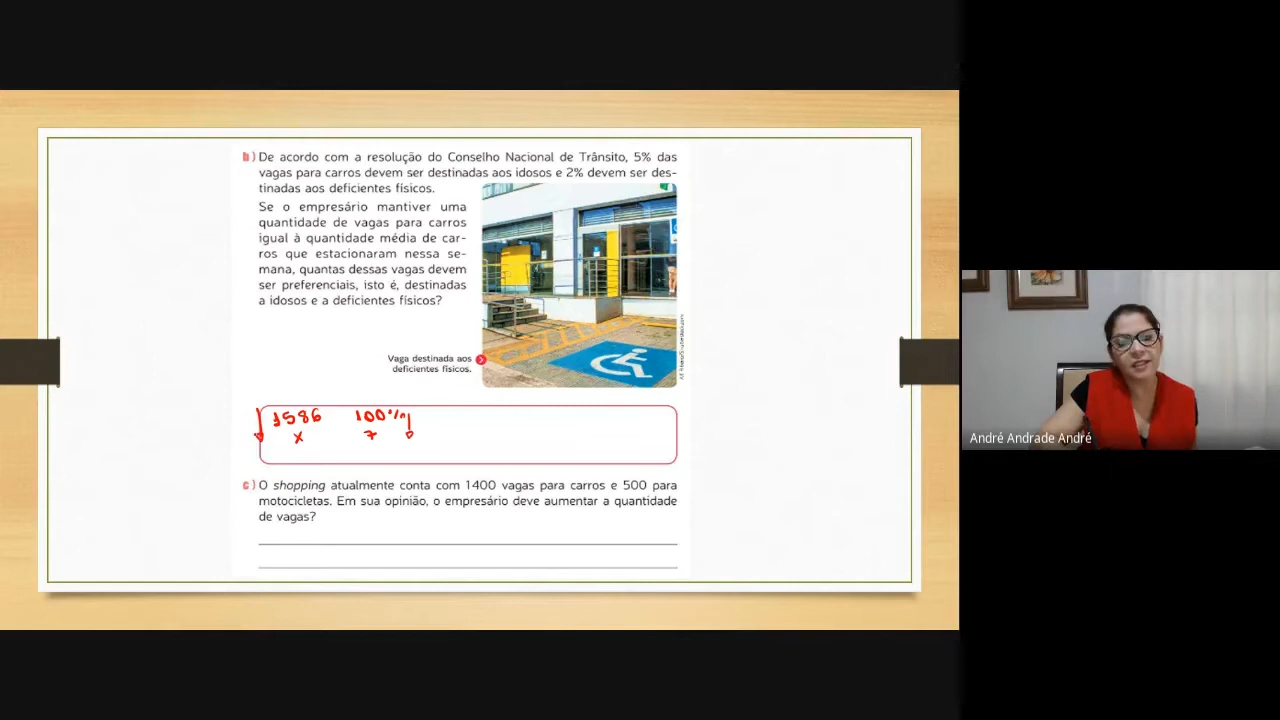 b) De acordo com a resolução do Conselho Nacional de Trânsito, 5% das
vagas para carros devem ser destinadas aos idosos e 2% devem ser des-
tinadas aos deficientes físicos.
Se o empresário mantiver uma
quantidade de vagas para carros
igual à quantidade média de car-
ros que estacionaram nessa se-
mana, quantas dessas vagas devem
ser preferenciais, isto é, destinadas
a idosos e a deficientes físicos?
Vaga destinada aos
deficientes físicos.
1586 100%
x 7
c) O shopping atualmente conta com 1400 vagas para carros e 500 para
motocicletas. Em sua opinião, o empresário deve aumentar a quantidade
de vagas?
André Andrade André